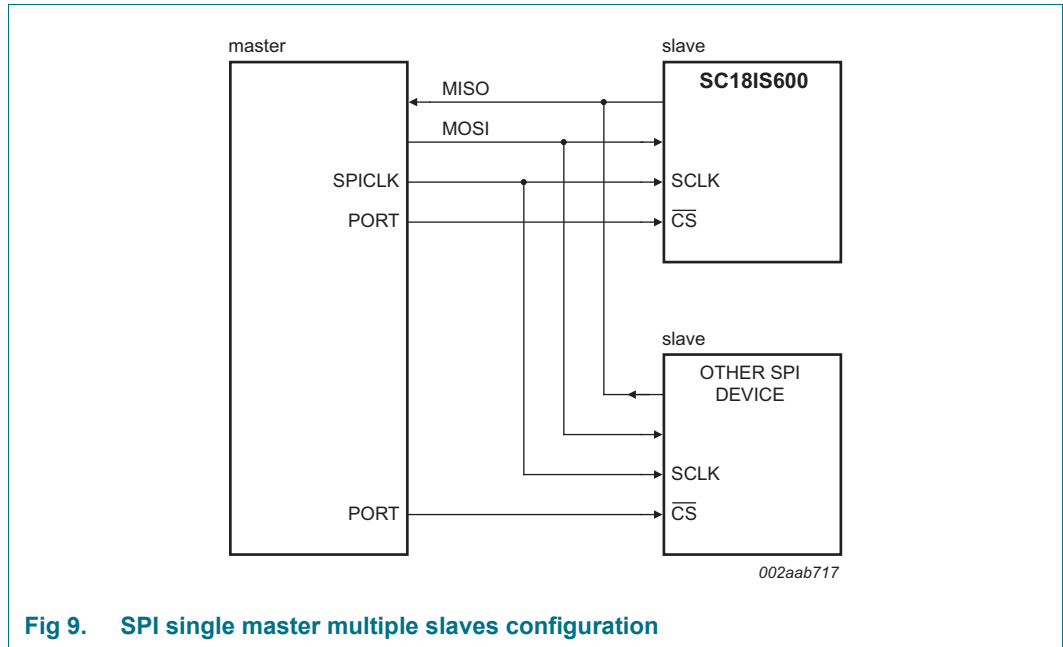 master
slave
SC18IS600
MISO
MOSI
SPICLK
SCLK
PORT
CS
slave
OTHER SPI
DEVICE
SCLK
PORT
CS
002aab717
Fig 9. SPI single master multiple slaves configuration